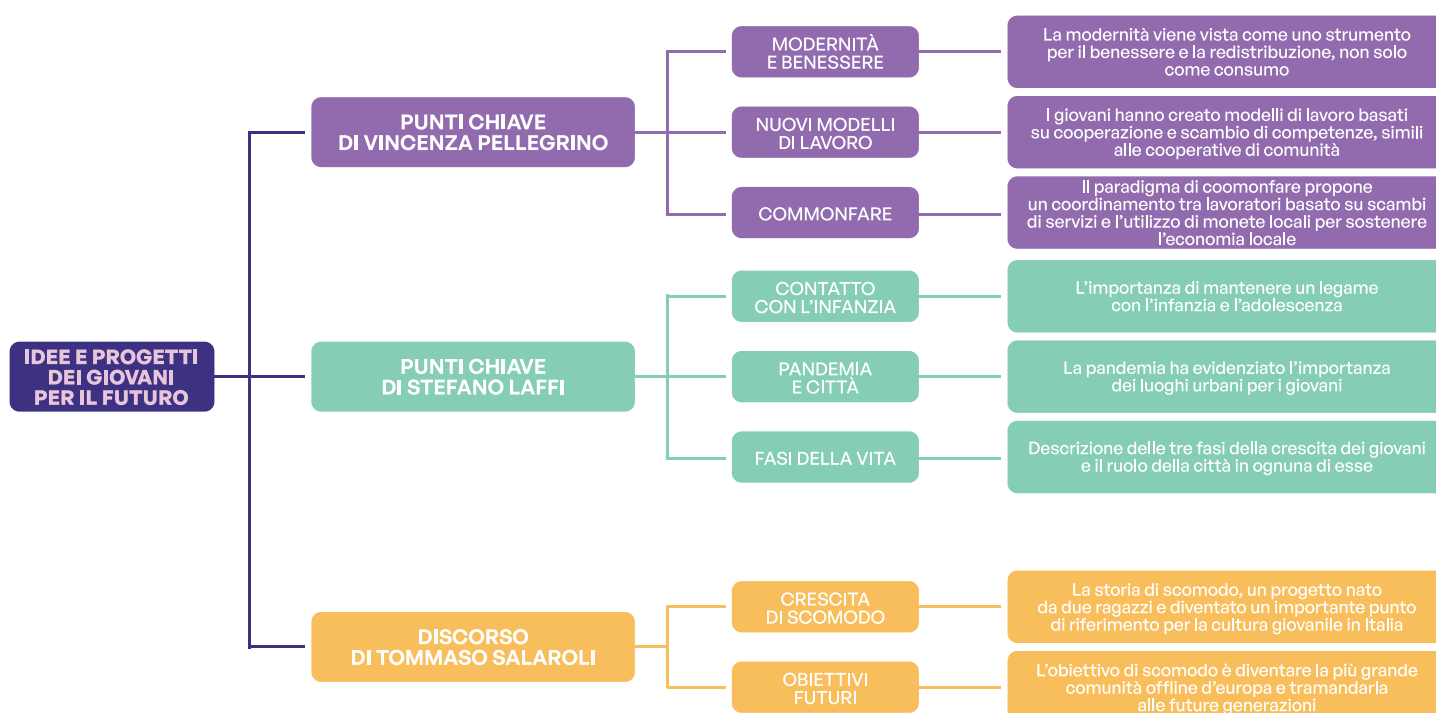 IDEE E PROGETTI
DEI GIOVANI
PER IL FUTURO
PUNTI CHIAVE
DI VINCENZA PELLEGRINO
MODERNITÀ
E BENESSERE
La modernità viene vista come uno strumento
per il benessere e la redistribuzione, non solo
come consumo
NUOVI MODELLI
DI LAVORO
I giovani hanno creato modelli di lavoro basati
su cooperazione e scambio di competenze, simili
alle cooperative di comunità
COMMONFARE
Il paradigma di coomonfare propone
un coordinamento tra lavoratori basato su scambi
di servizi e l’utilizzo di monete locali per sostenere
l’economia locale
PUNTI CHIAVE
DI STEFANO LAFFI
CONTATTO
CON L’INFANZIA
L’importanza di mantenere un legame
con l’infanzia e l’adolescenza
PANDEMIA
E CITTÀ
La pandemia ha evidenziato l’importanza
dei luoghi urbani per i giovani
FASI DELLA VITA
Descrizione delle tre fasi della crescita dei giovani
e il ruolo della città in ognuna di esse
DISCORSO
DI TOMMASO SALAROLI
CRESCITA
DI SCOMODO
La storia di scomodo, un progetto nato
da due ragazzi e diventato un importante punto
di riferimento per la cultura giovanile in Italia
OBIETTIVI
FUTURI
L’obiettivo di scomodo è diventare la più grande
comunità offline d’europa e tramandarla
alle future generazioni